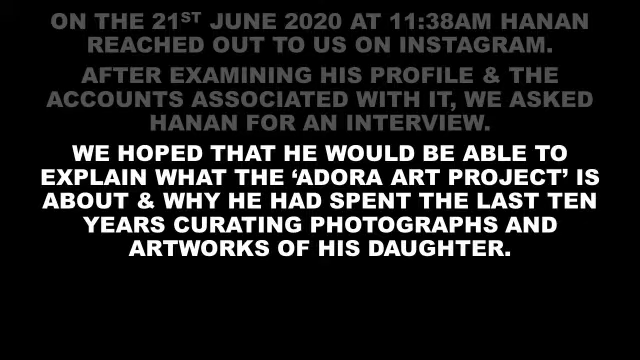 ON THE 21ST JUNE 2020 AT 11:38AM HANAN
REACHED OUT TO US ON INSTAGRAM.
AFTER EXAMINING HIS PROFILE & THE
ACCOUNTS ASSOCIATED WITH IT, WE ASKED
HANAN FOR AN INTERVIEW.
WE HOPED THAT HE WOULD BE ABLE TO
EXPLAIN WHAT THE ‘ADORA ART PROJECT’ IS
ABOUT & WHY HE HAD SPENT THE LAST TEN
YEARS CURATING PHOTOGRAPHS AND
ARTWORKS OF HIS DAUGHTER.